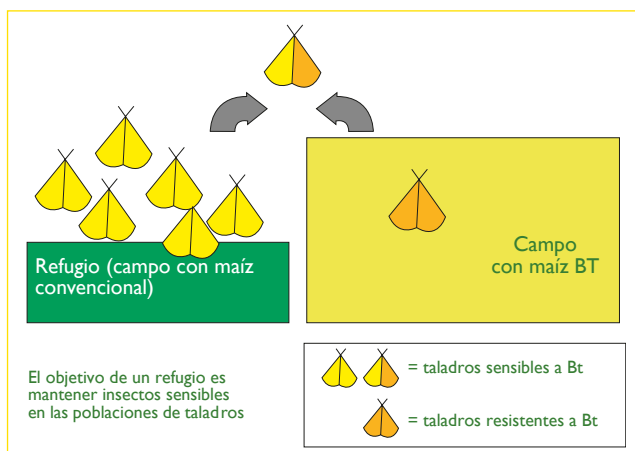 Refugio (campo con maíz
convencional)
Campo
con maíz BT
El objetivo de un refugio es
mantener insectos sensibles
en las poblaciones de taladros
= taladros sensibles a Bt
= taladros resistentes a Bt